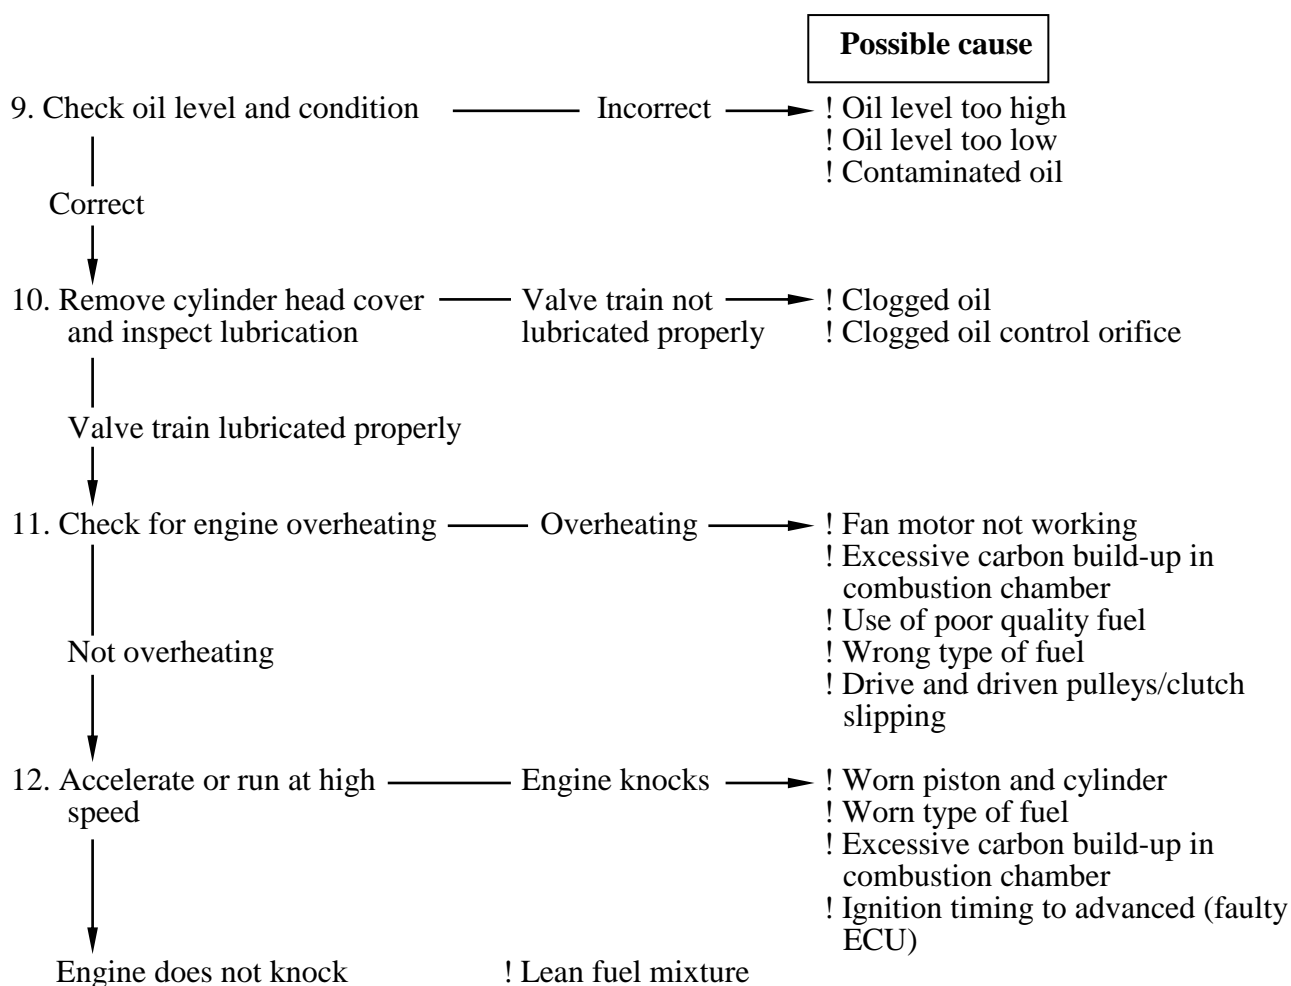 Possible cause
9. Check oil level and condition Incorrect ! Oil level too high
! Oil level too low
! Contaminated oil
Correct
10. Remove cylinder head cover Valve train not ! Clogged oil
and inspect lubrication lubricated properly ! Clogged oil control orifice
Valve train lubricated properly
11. Check for engine overheating Overheating ! Fan motor not working
! Excessive carbon build-up in
combustion chamber
! Use of poor quality fuel
Not overheating ! Wrong type of fuel
! Drive and driven pulleys/clutch
slipping
12. Accelerate or run at high Engine knocks ! Worn piston and cylinder
speed ! Worn type of fuel
! Excessive carbon build-up in
combustion chamber
! Ignition timing to advanced (faulty
ECU)
Engine does not knock ! Lean fuel mixture